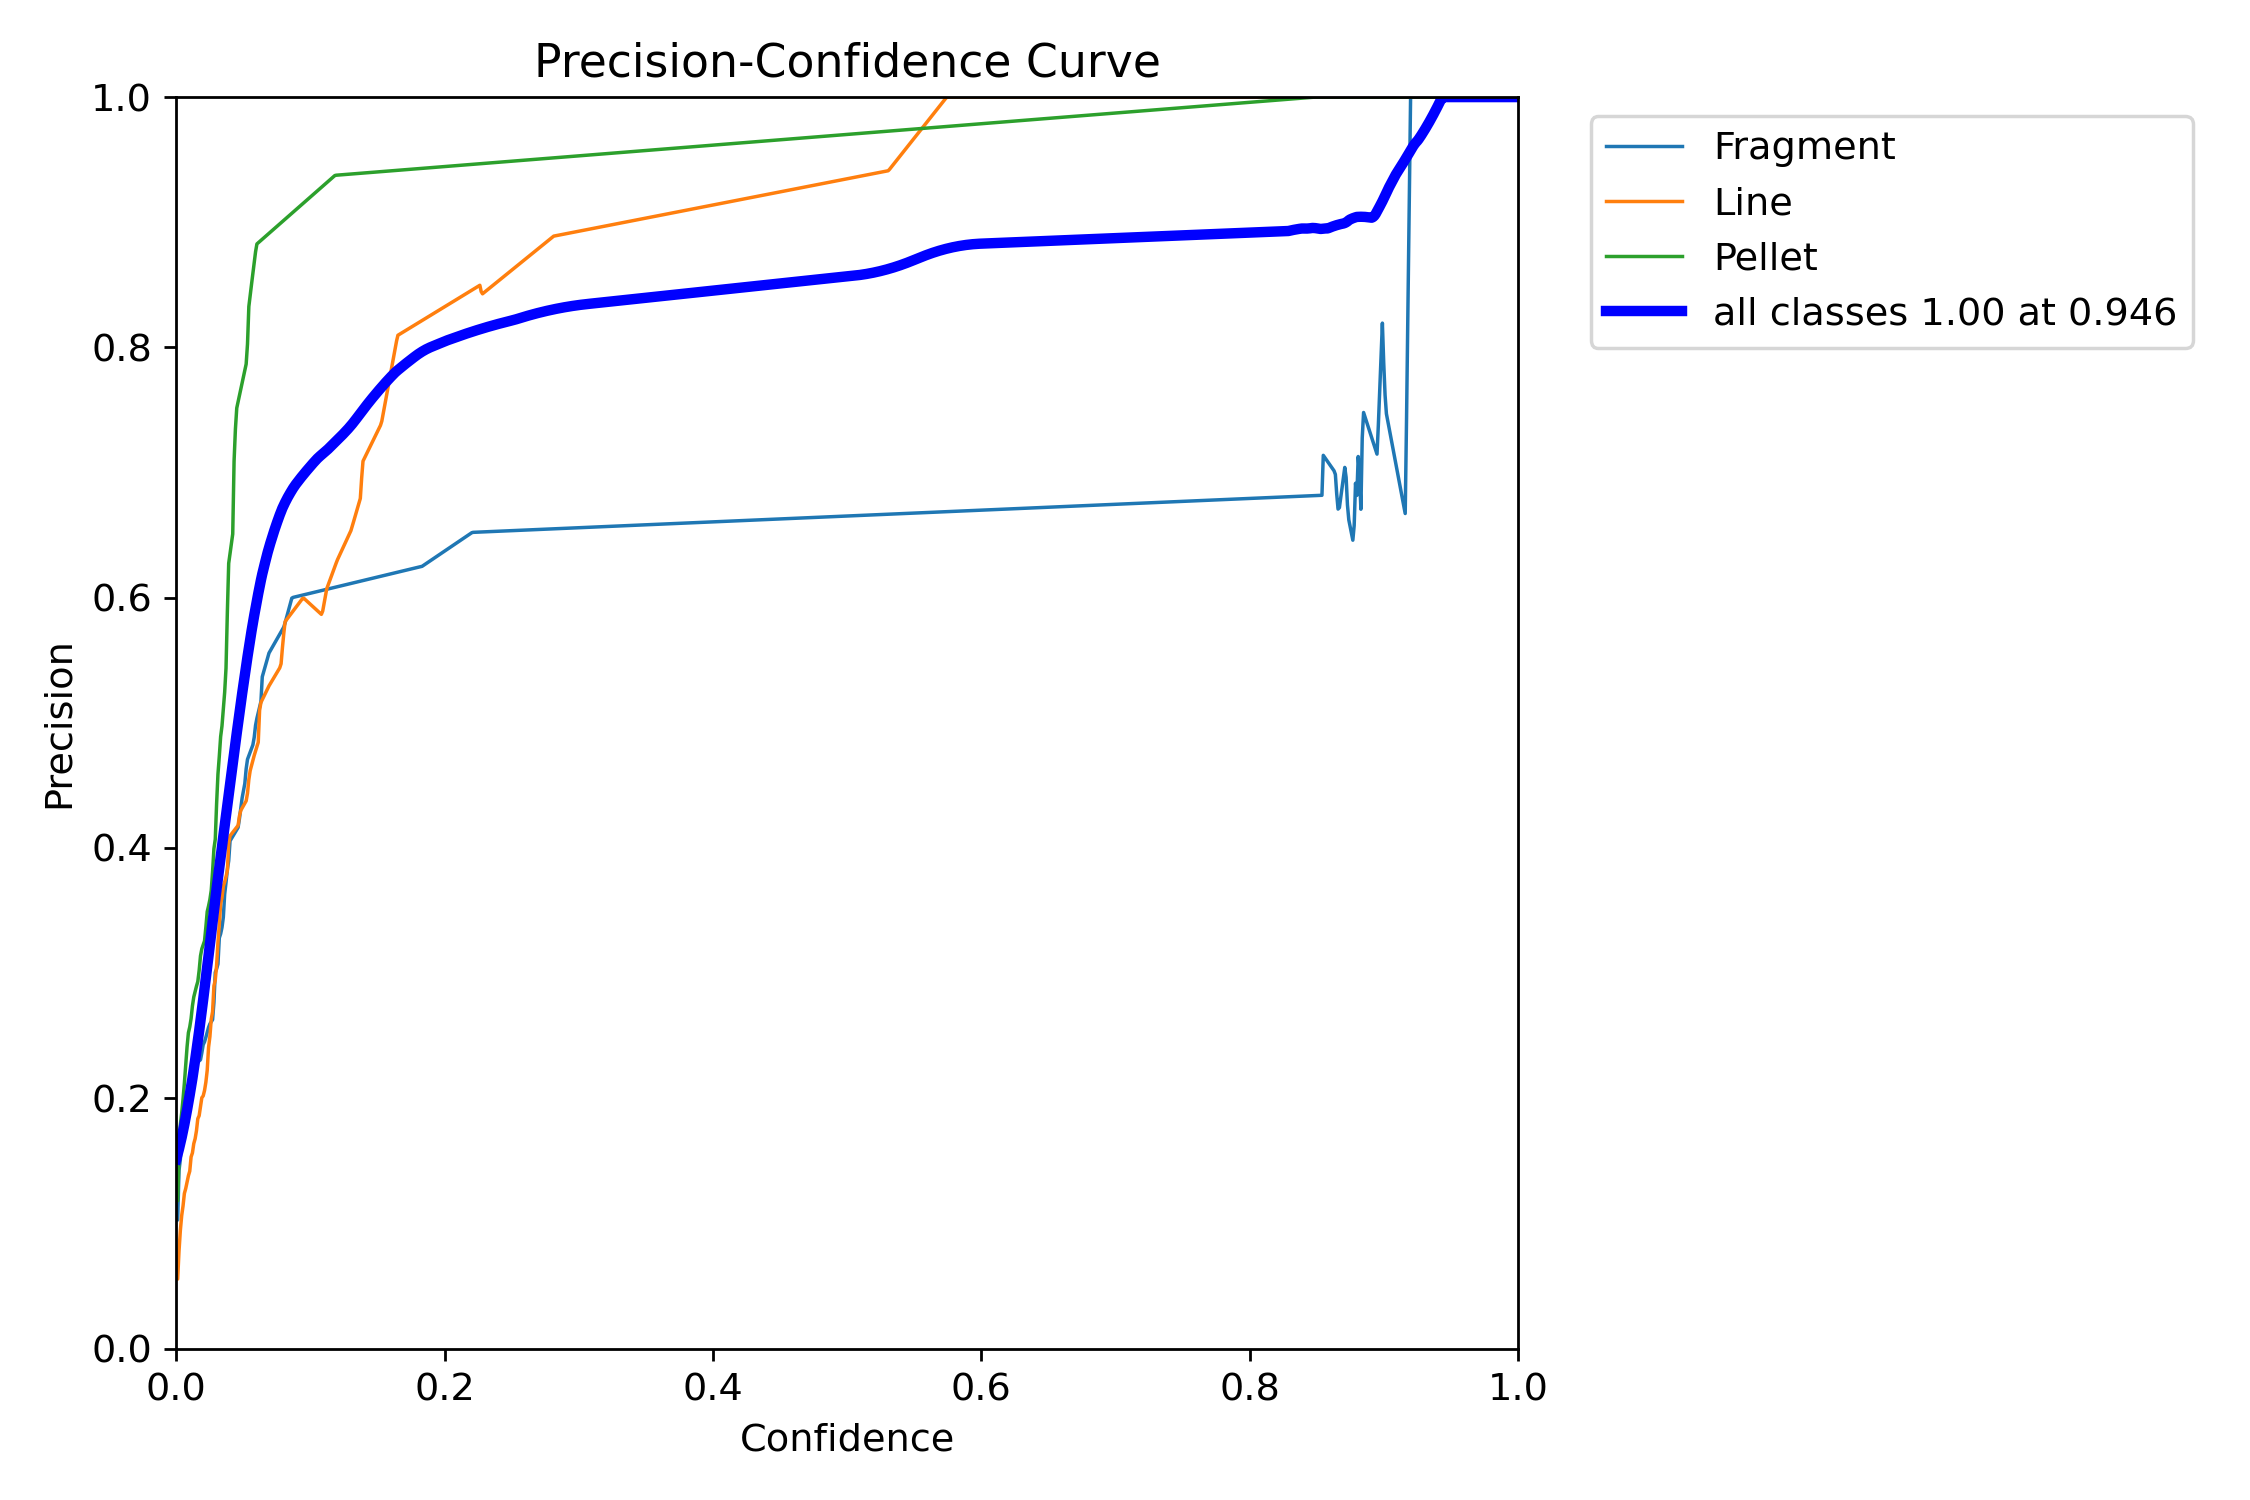 Precision-Confidence Curve
1.0
0.8
0.6
0.4
0.2
0.0
Precision
0.0 0.2 0.4 0.6 0.8 1.0
Confidence
Fragment
Line
Pellet
all classes 1.00 at 0.946